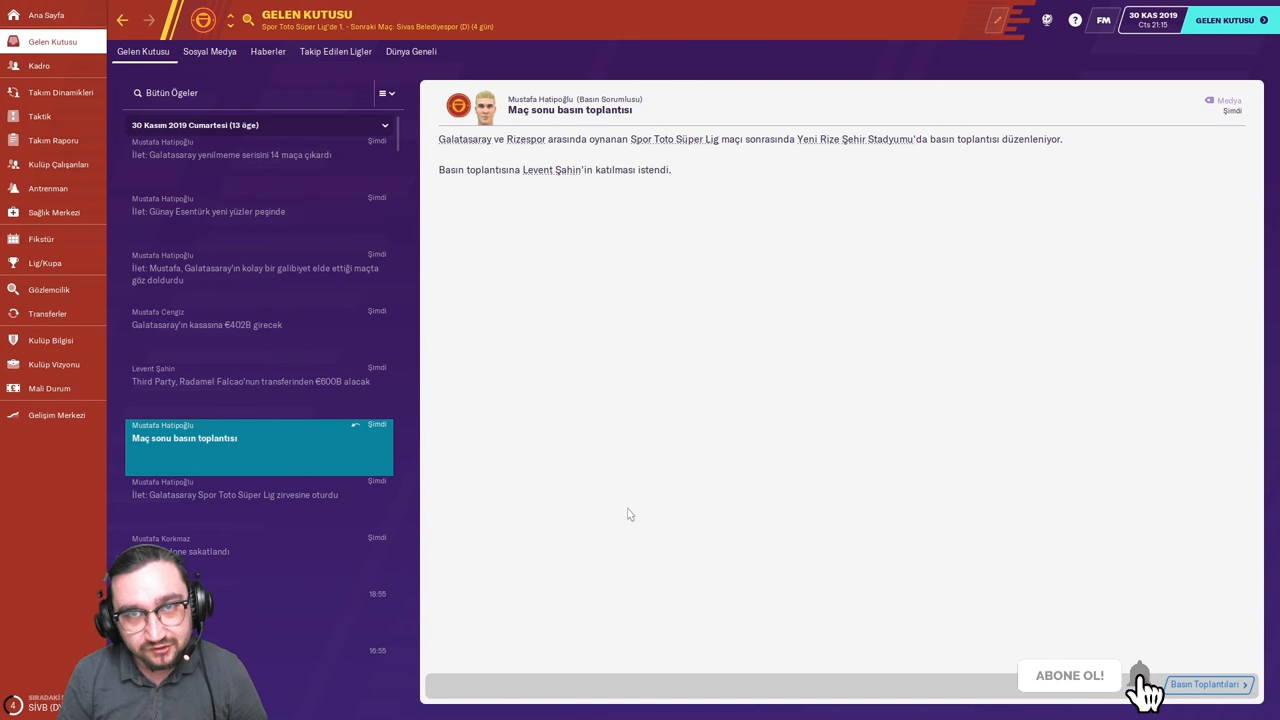 GELEN KUTUSU
Spor Toto Süper Lig'de 1. - Sonraki Maç: Sivas Belediyespor (D) (4 gün)
FM
30 KAS 2019
Cts 21:15
GELEN KUTUSU
Ana Sayfa
Gelen Kutusu
Kadro
Takım Dinamikleri
Taktik
Takım Raporu
Kulüp Çalışanları
Antrenman
Sağlık Merkezi
Fikstür
Lig/Kupa
Gözlemcilik
Transferler
Kulüp Bilgisi
Kulüp Vizyonu
Mali Durum
Gelişim Merkezi
4
SİVB (D)
Gelen Kutusu
Sosyal Medya
Haberler
Takip Edilen Ligler
Dünya Geneli
Bütün Ögeler
30 Kasım 2019 Cumartesi (13 öge)
Mustafa Hatipoğlu
Şimdi
İlet: Galatasaray yenilmeme serisini 14 maça çıkardı
Mustafa Hatipoğlu
Şimdi
İlet: Günay Esentürk yeni yüzler peşinde
Mustafa Hatipoğlu
Şimdi
İlet: Mustafa, Galatasaray'ın kolay bir galibiyet elde ettiği maçta
göz doldurdu
Mustafa Cengiz
Şimdi
Galatasaray'ın kasasına €402B girecek
Levent Şahin
Şimdi
Third Party, Radamel Falcao'nun transferinden €600B alacak
Mustafa Hatipoğlu
Şimdi
Maç sonu basın toplantısı
Mustafa Hatipoğlu
Şimdi
İlet: Galatasaray Spor Toto Süper Lig zirvesine oturdu
Mustafa Korkmaz
Şimdi
done sakatlandı
18:55
16:55
Mustafa Hatipoğlu (Basın Sorumlusu)
Maç sonu basın toplantısı
Medya
Şimdi
Galatasaray ve Rizespor arasında oynanan Spor Toto Süper Lig maçı sonrasında Yeni Rize Şehir Stadyumu'da basın toplantısı düzenleniyor.
Basın toplantısına Levent Şahin'in katılması istendi.
ABONE OL!
Basın Toplantıları